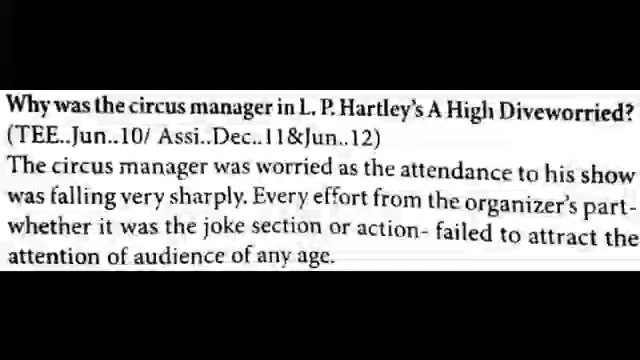 Why was the circus manager in L. P. Hartley's A High Diveworried?
(TEE..Jun..10/ Assi..Dec..11&Jun..12)
The circus manager was worried as the attendance to his show
was falling very sharply. Every effort from the organizer's part-
whether it was the joke section or action- failed to attract the
attention of audience of any age.